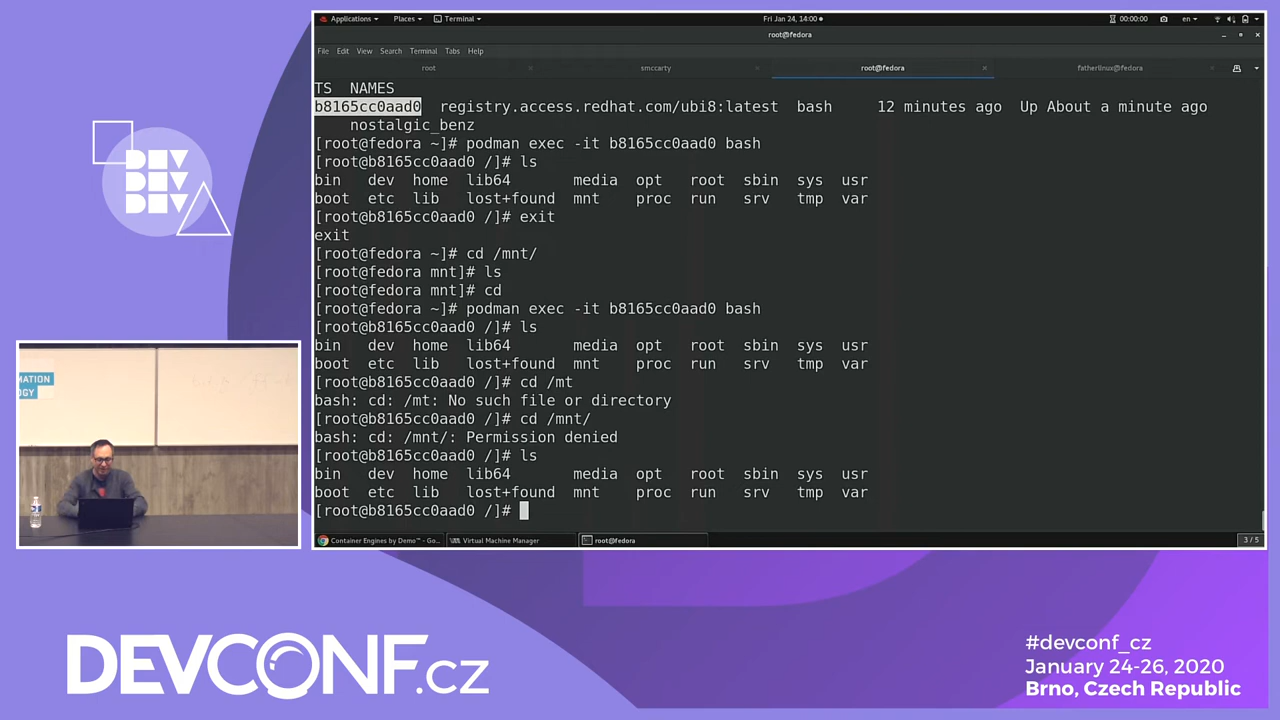 Applications
Places
Terminal
Fri Jan 24, 14:00
00:00:00
en
root@fedora
File Edit View Search Terminal Tabs Help
root
smccarty
root@fedora
fatherlinux@fedora
TS  NAMES
b8165cc0aad0  registry.access.redhat.com/ubi8:latest  bash     12 minutes ago  Up About a minute ago
    nostalgic_benz
[root@fedora ~]# podman exec -it b8165cc0aad0 bash
[root@b8165cc0aad0 /]# ls
bin   dev  home  lib64       media  opt   root  sbin  sys  usr
boot  etc  lib   lost+found  mnt    proc  run   srv   tmp  var
[root@b8165cc0aad0 /]# exit
exit
[root@fedora ~]# cd /mnt/
[root@fedora mnt]# ls
[root@fedora mnt]# cd
[root@fedora ~]# podman exec -it b8165cc0aad0 bash
[root@b8165cc0aad0 /]# ls
bin   dev  home  lib64       media  opt   root  sbin  sys  usr
boot  etc  lib   lost+found  mnt    proc  run   srv   tmp  var
[root@b8165cc0aad0 /]# cd /mt
bash: cd: /mt: No such file or directory
[root@b8165cc0aad0 /]# cd /mnt/
bash: cd: /mnt/: Permission denied
[root@b8165cc0aad0 /]# ls
bin   dev  home  lib64       media  opt   root  sbin  sys  usr
boot  etc  lib   lost+found  mnt    proc  run   srv   tmp  var
[root@b8165cc0aad0 /]#
Container Engines by Demo™ - Go...
Virtual Machine Manager
root@fedora
3 / 5
DEV
DEV
DEV
MATION
OGY
DEVCONF.cz
#devconf_cz
January 24-26, 2020
Brno, Czech Republic